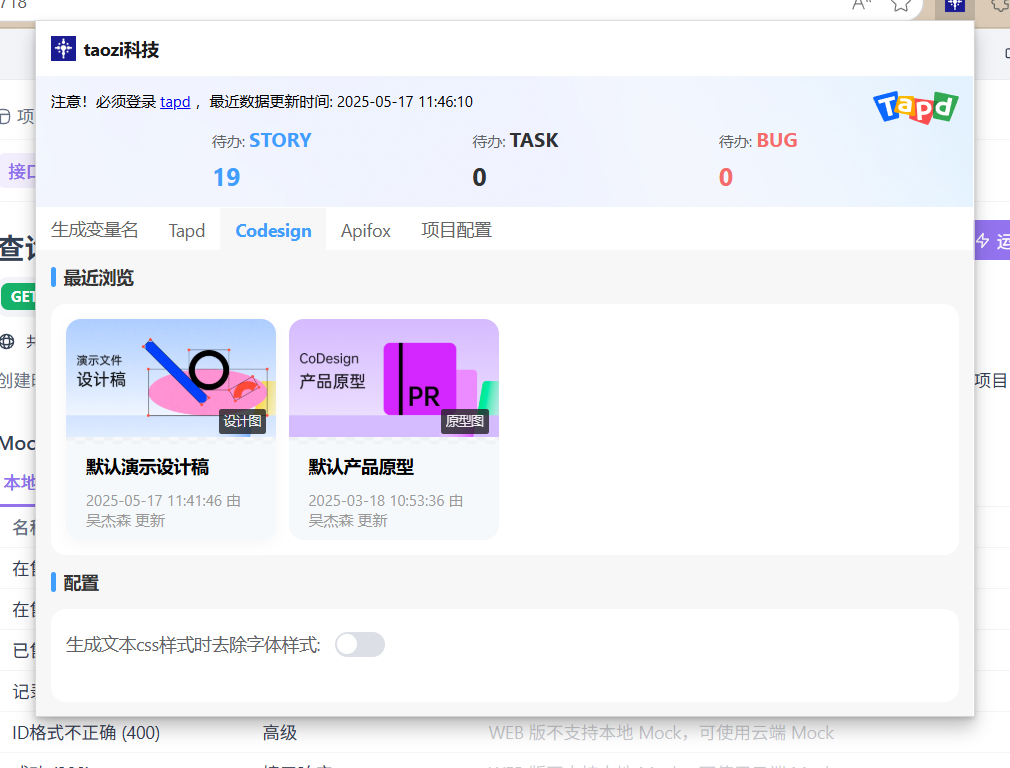 /18
taozi科技
注意！必须登录 tapd ，最近数据更新时间: 2025-05-17 11:46:10
Tapd
待办: STORY
19
待办: TASK
0
待办: BUG
0
生成变量名 Tapd Codesign Apifox 项目配置
最近浏览
演示文件
设计稿
设计图
默认演示设计稿
2025-05-17 11:41:46 由
吴杰森 更新
CoDesign
产品原型
PR
原型图
默认产品原型
2025-03-18 10:53:36 由
吴杰森 更新
配置
生成文本css样式时去除字体样式:
项
接口
查
GET
创建
Moc
本地
名称
在
在
已
记录
运
项目
ID格式不正确 (400) 高级 WEB 版不支持本地 Mock，可使用云端 Mock